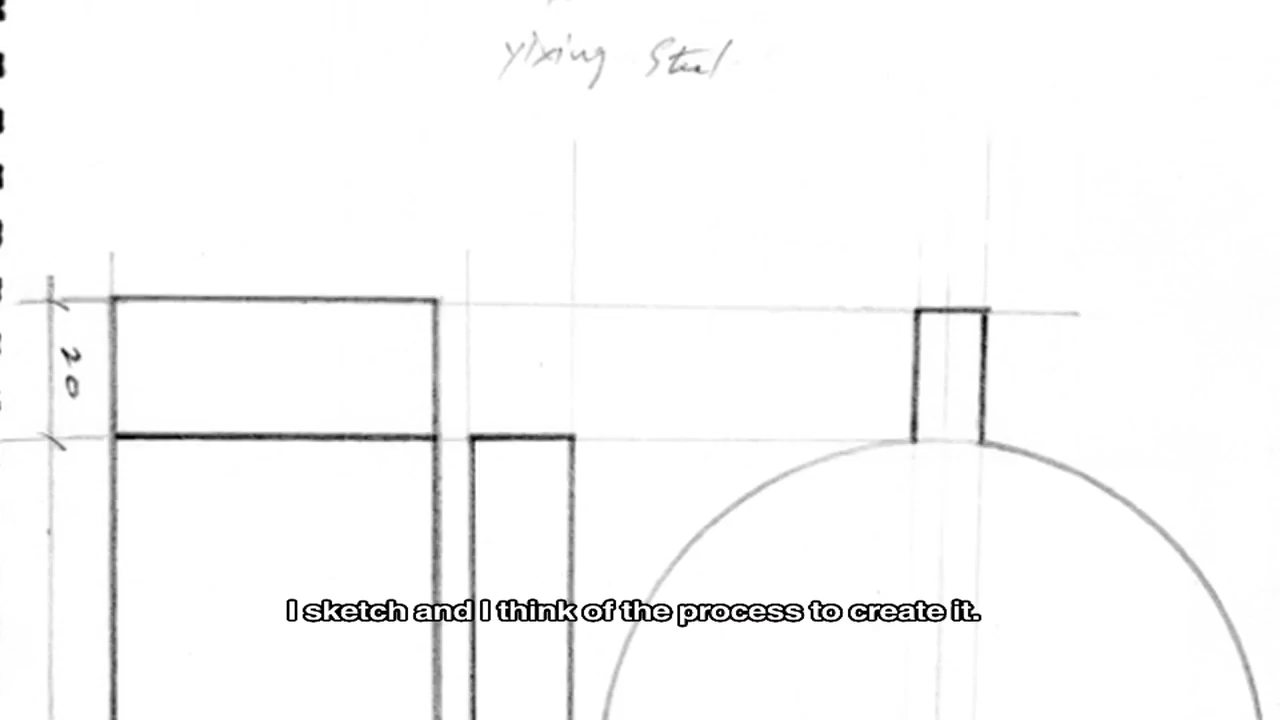 yixing Steel
20
I sketch and I think of the process to create it.